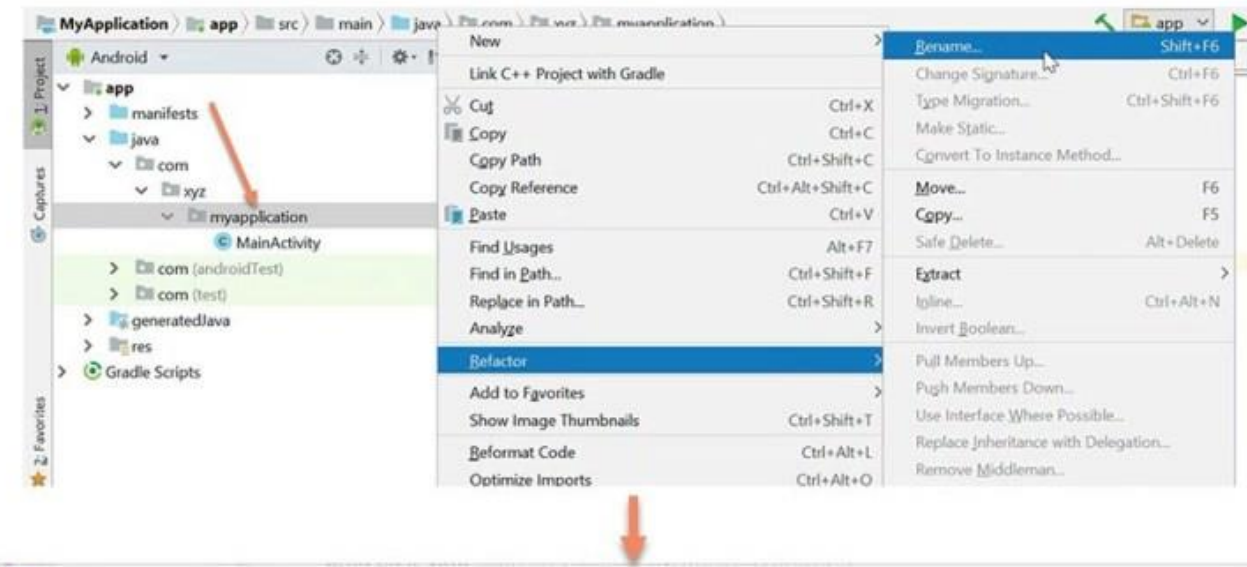 MyApplication app src main java com xyz myapplication
app
1: Project
Android
app
manifests
java
com
xyz
myapplication
MainActivity
com (androidTest)
com (test)
generatedJava
res
Gradle Scripts
Captures
2: Favorites
New
Link C++ Project with Gradle
Cut Ctrl+X
Copy Ctrl+C
Copy Path Ctrl+Shift+C
Copy Reference Ctrl+Alt+Shift+C
Paste Ctrl+V
Find Usages Alt+F7
Find in Path... Ctrl+Shift+F
Replace in Path... Ctrl+Shift+R
Analyze
Refactor
Add to Favorites
Show Image Thumbnails Ctrl+Shift+T
Reformat Code Ctrl+Alt+L
Optimize Imports Ctrl+Alt+O
Rename... Shift+F6
Change Signature... Ctrl+F6
Type Migration... Ctrl+Shift+F6
Make Static...
Convert To Instance Method...
Move... F6
Copy... F5
Safe Delete... Alt+Delete
Extract
Inline... Ctrl+Alt+N
Invert Boolean...
Pull Members Up...
Push Members Down...
Use Interface Where Possible...
Replace Inheritance with Delegation...
Remove Middleman...